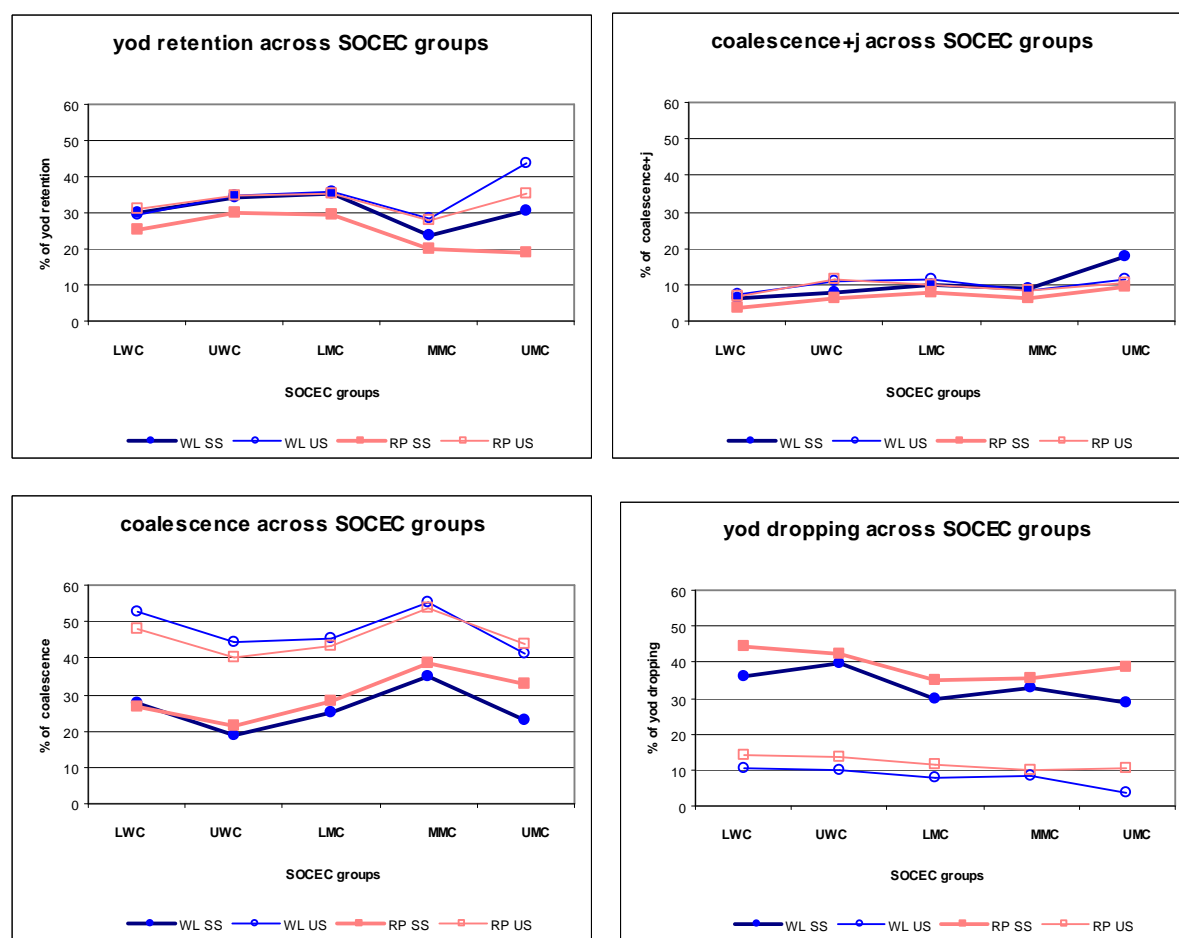 yod retention across SOCEC groups
60
50
40
30
20
10
0
% of yod retention
LWC UWC LMC MMC UMC
SOCEC groups
WL SS WL US RP SS RP US
coalescence+j across SOCEC groups
60
50
40
30
20
10
0
% of coalescence+j
LWC UWC LMC MMC UMC
SOCEC groups
WL SS WL US RP SS RP US
coalescence across SOCEC groups
60
50
40
30
20
10
0
% of coalescence
LWC UWC LMC MMC UMC
SOCEC groups
WL SS WL US RP SS RP US
yod dropping across SOCEC groups
60
50
40
30
20
10
0
% of yod dropping
LWC UWC LMC MMC UMC
SOCEC groups
WL SS WL US RP SS RP US